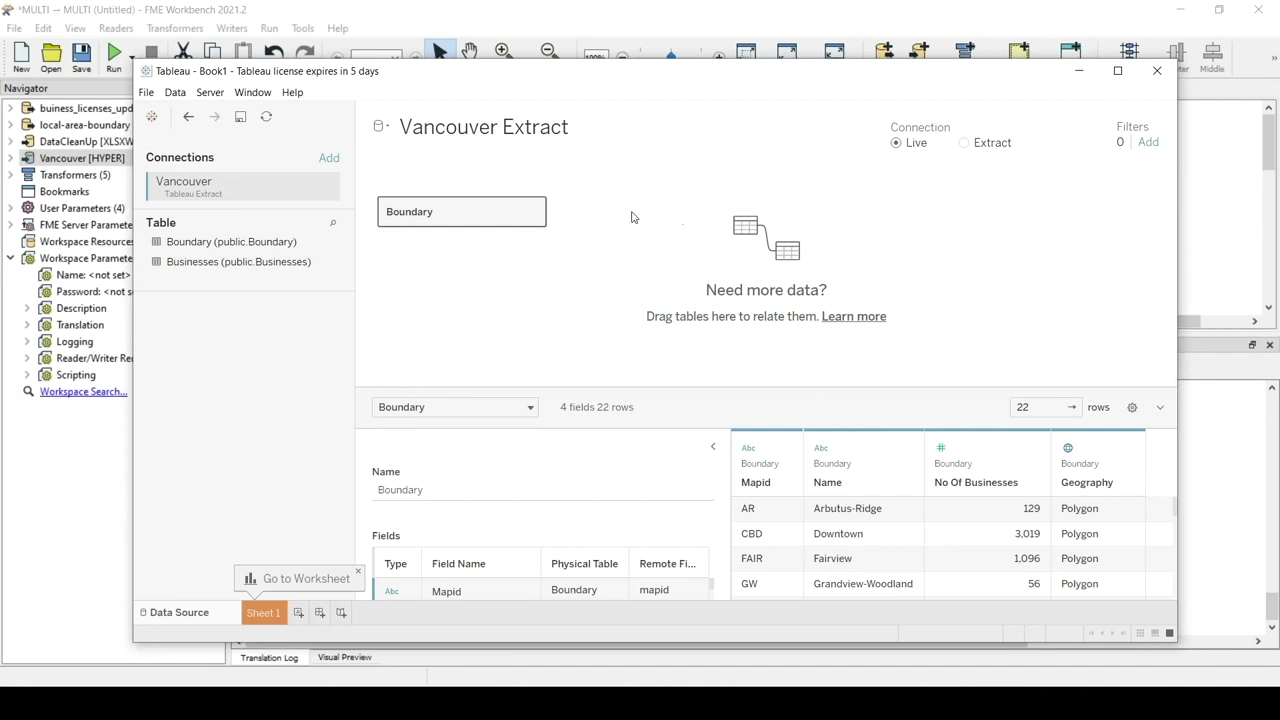 *MULTI → MULTI (Untitled) - FME Workbench 2021.2
File Edit View Readers Transformers Writers Run Tools Help
New Open Save Run Middle
Navigator
buiness_licenses_upd
local-area-boundary
DataCleanUp [XLSXW
Vancouver [HYPER]
Transformers (5)
Bookmarks
User Parameters (4)
FME Server Paramete
Workspace Resources
Workspace Paramete
Name: <not set>
Password: <not s
Description
Translation
Logging
Reader/Writer Re
Scripting
Workspace Search...
Tableau - Book1 - Tableau license expires in 5 days
File Data Server Window Help
Connections Add
Vancouver
Tableau Extract
Table
Boundary (public.Boundary)
Businesses (public.Businesses)
Vancouver Extract
Connection
Live Extract
Filters
0 Add
Boundary
Need more data?
Drag tables here to relate them. Learn more
Boundary 4 fields 22 rows 22 → rows
Name
Boundary
Fields
Type Field Name Physical Table Remote Fi...
Abc Mapid Boundary mapid
Abc Abc #
Boundary Boundary Boundary Boundary
Mapid Name No Of Businesses Geography
AR Arbutus-Ridge 129 Polygon
CBD Downtown 3,019 Polygon
FAIR Fairview 1,096 Polygon
GW Grandview-Woodland 56 Polygon
Go to Worksheet
Data Source Sheet 1
Translation Log Visual Preview